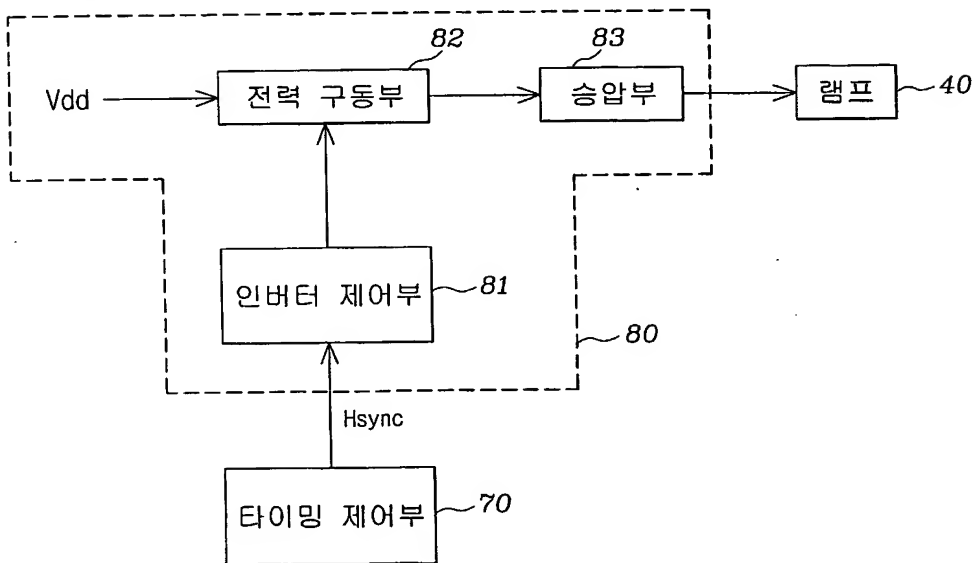 82
83
Vdd
전력 구동부
승압부
램프
40
인버터 제어부
81
80
Hsync
타이밍 제어부
70